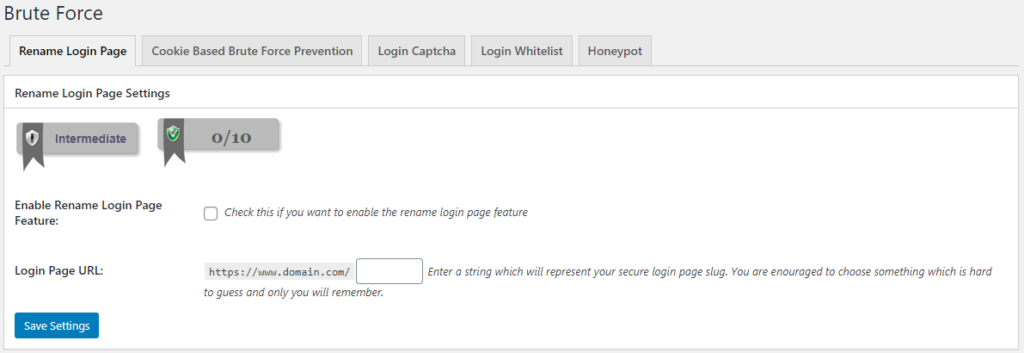 Brute Force
Rename Login Page
Cookie Based Brute Force Prevention
Login Captcha
Login Whitelist
Honeypot
Rename Login Page Settings
Intermediate
0/10
Enable Rename Login Page
Feature:
Check this if you want to enable the rename login page feature
Login Page URL:
https://www.domain.com/
Enter a string which will represent your secure login page slug. You are enouraged to choose something which is hard
to guess and only you will remember.
Save Settings